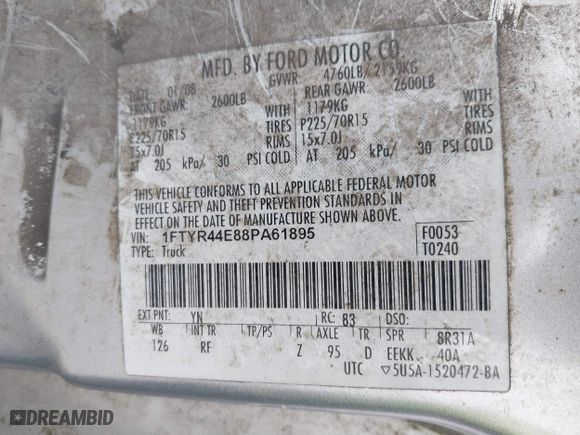 MFD. BY FORD MOTOR CO.
DATE 01/08 GVWR: 4760LB/2159KG
FRONT GAWR: 2600LB REAR GAWR: 2600LB
1179KG WITH 1179KG WITH
P225/70R15 TIRES P225/70R15 TIRES
15x7.0J RIMS 15x7.0J RIMS
AT 205 kPa/ 30 PSI COLD AT 205 kPa/ 30 PSI COLD
THIS VEHICLE CONFORMS TO ALL APPLICABLE FEDERAL MOTOR
VEHICLE SAFETY AND THEFT PREVENTION STANDARDS IN
EFFECT ON THE DATE OF MANUFACTURE SHOWN ABOVE.
VIN: 1FTYR44E88PA61895 F0053
TYPE: Truck T0240
EXT PNT: YN RC: B3 DSO:
WB INT TR TP/PS R AXLE TR SPR 8R31A
126 RF Z 95 D EEKK 40A
UTC ▽5U5A-1520472-BA
DREAMBID